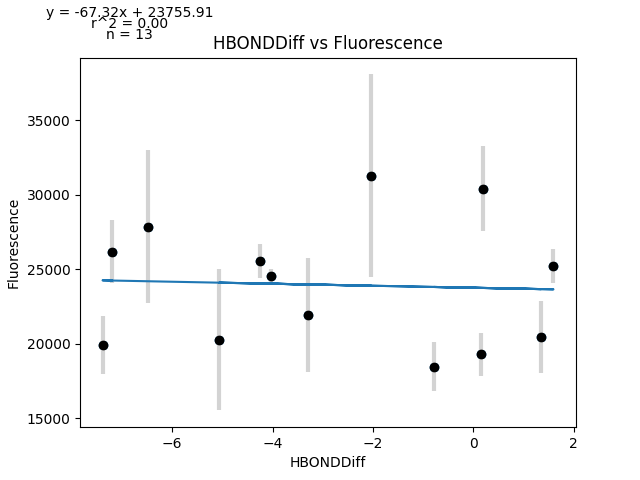 y = -67.32x + 23755.91
r^2 = 0.00
n = 13
HBONDDiff vs Fluorescence
35000
30000
25000
20000
15000
Fluorescence
−6
−4
−2
0
2
HBONDDiff